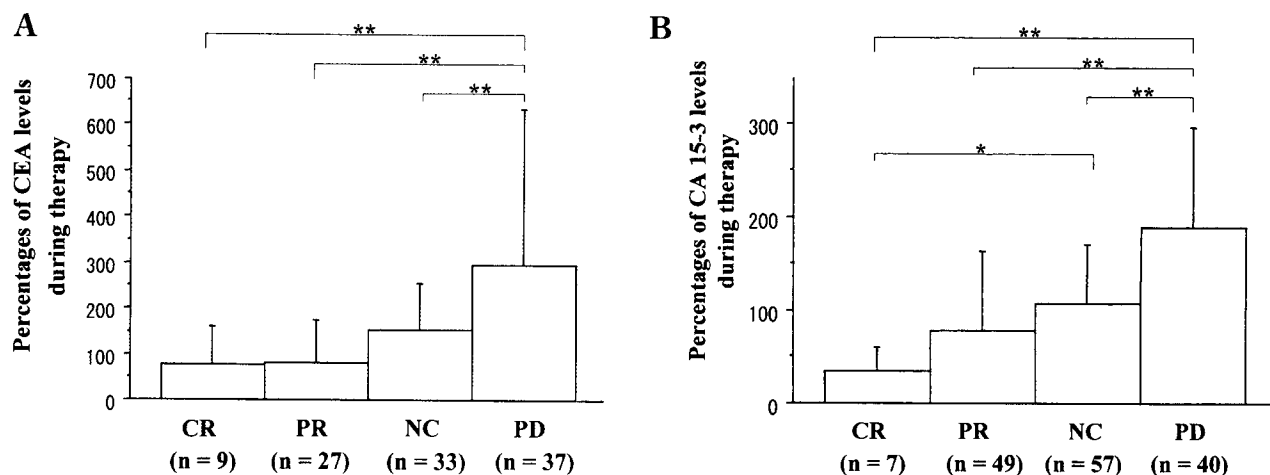 A
**
**
**
Percentages of CEA levels
during therapy
700
600
500
400
300
200
100
0
CR
PR
NC
PD
(n = 9)
(n = 27)
(n = 33)
(n = 37)
B
**
**
**
*
Percentages of CA 15-3 levels
during therapy
300
200
100
0
CR
PR
NC
PD
(n = 7)
(n = 49)
(n = 57)
(n = 40)